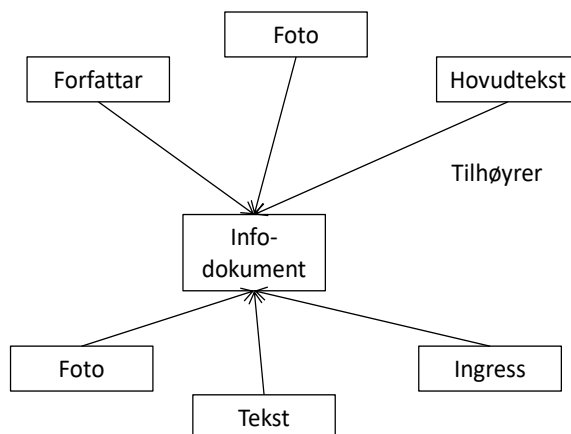 Foto
Forfattar
Hovudtekst
Tilhøyrer
Info-
dokument
Foto
Ingress
Tekst